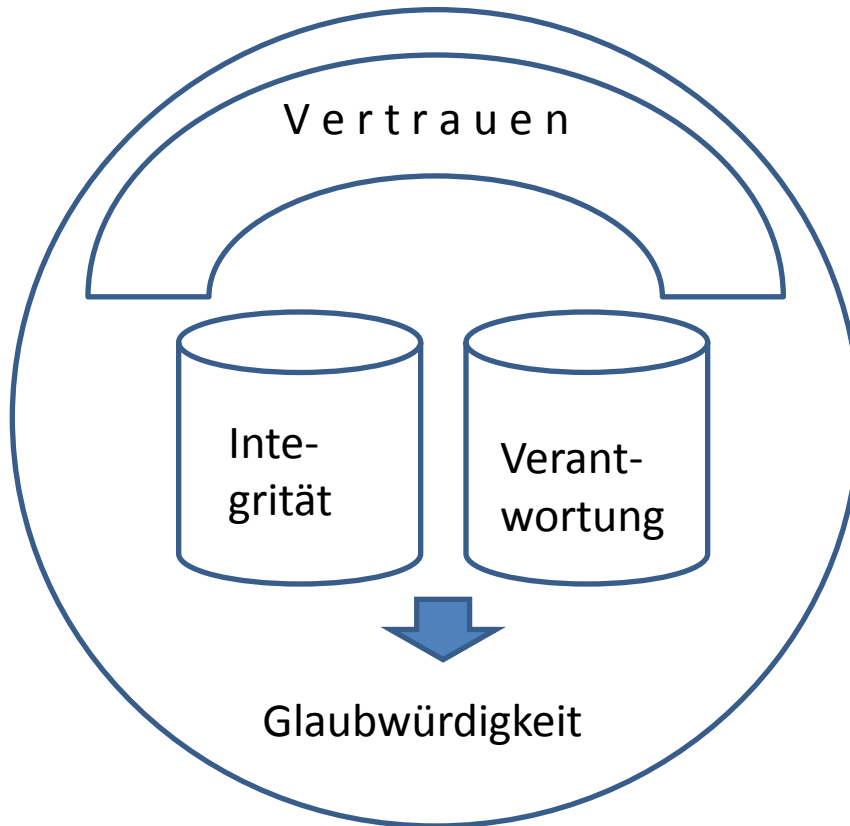 V e r t r a u e n
Inte-
grität
Verant-
wortung
Glaubwürdigkeit